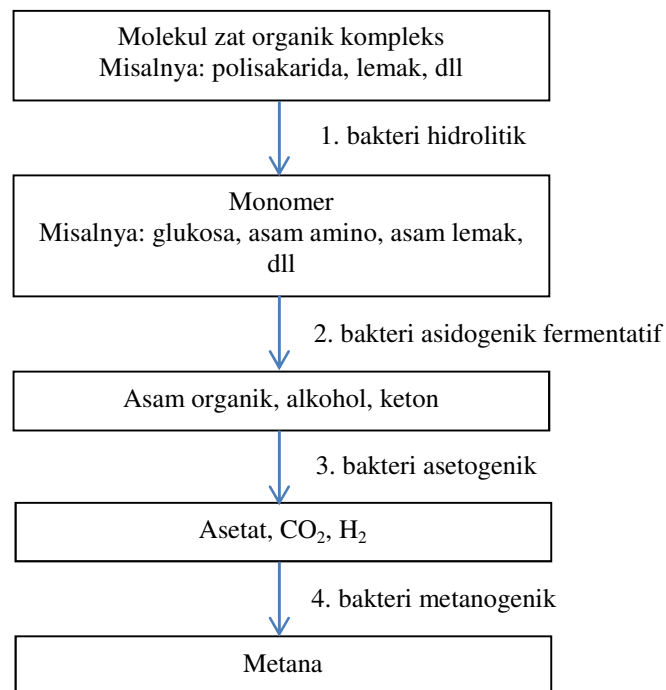 Molekul zat organik kompleks
Misalnya: polisakarida, lemak, dll
1. bakteri hidrolitik
Monomer
Misalnya: glukosa, asam amino, asam lemak,
dll
2. bakteri asidogenik fermentatif
Asam organik, alkohol, keton
3. bakteri asetogenik
Asetat, CO₂, H₂
4. bakteri metanogenik
Metana